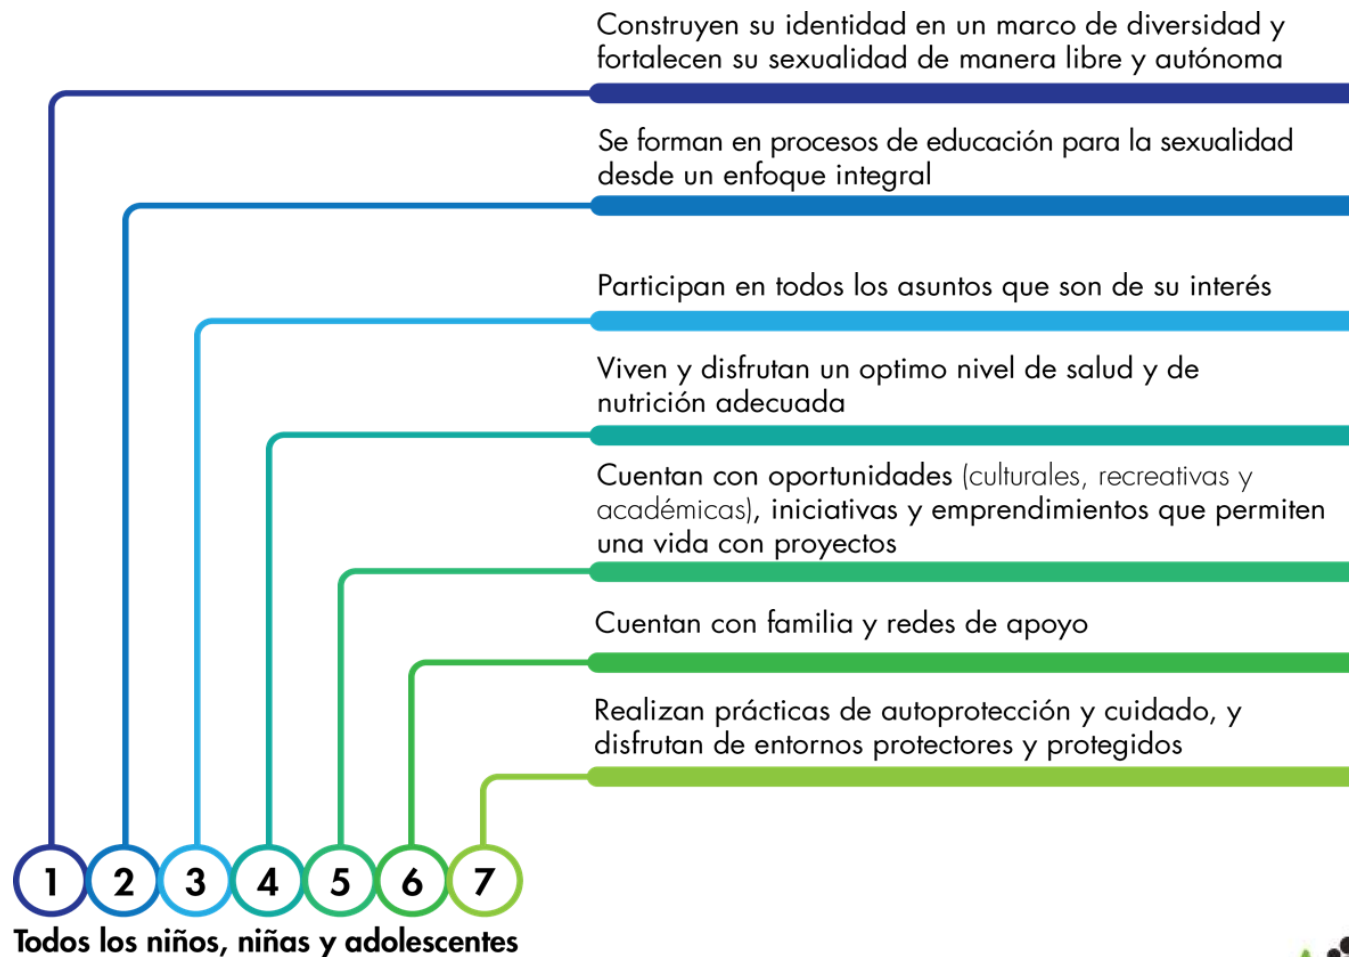 Construyen su identidad en un marco de diversidad y
fortalecen su sexualidad de manera libre y autónoma
Se forman en procesos de educación para la sexualidad
desde un enfoque integral
Participan en todos los asuntos que son de su interés
Viven y disfrutan un optimo nivel de salud y de
nutrición adecuada
Cuentan con oportunidades (culturales, recreativas y
académicas), iniciativas y emprendimientos que permiten
una vida con proyectos
Cuentan con familia y redes de apoyo
Realizan prácticas de autoprotección y cuidado, y
disfrutan de entornos protectores y protegidos
1 2 3 4 5 6 7
Todos los niños, niñas y adolescentes